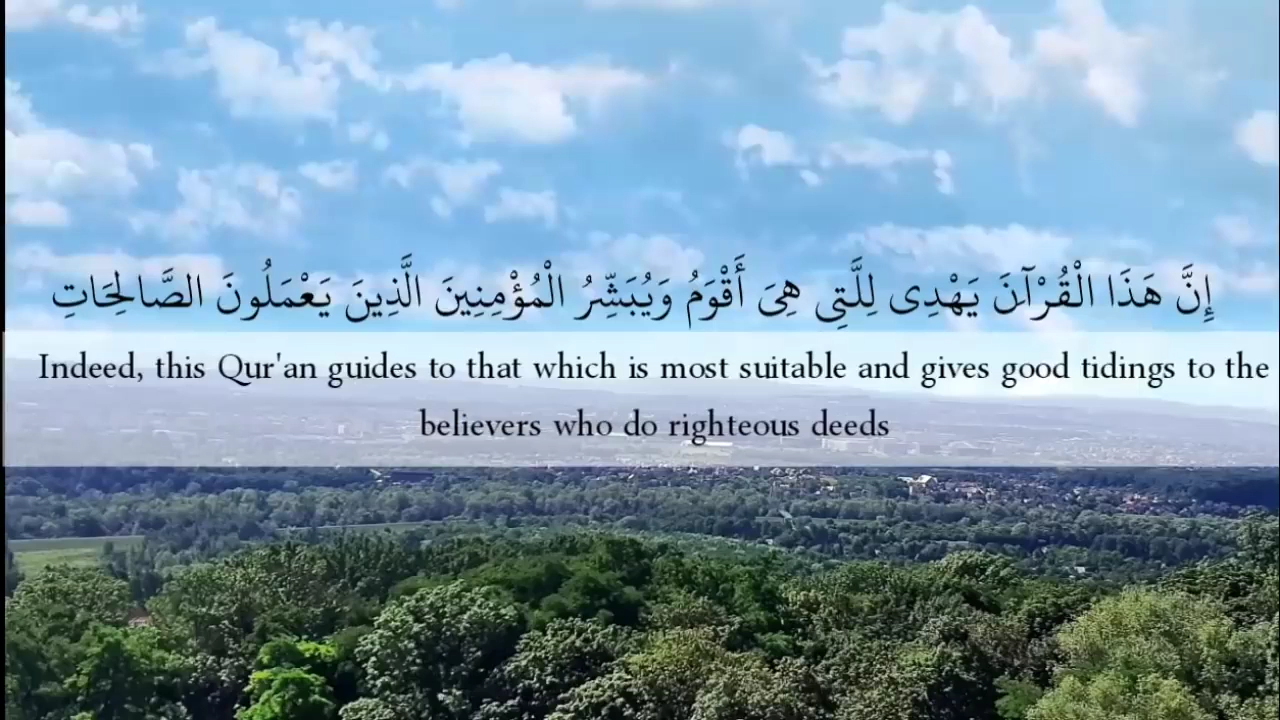 إِنَّ هَذَا الْقُرْآنَ يَهْدِى لِلَّتِى هِىَ أَقْوَمُ وَيُبَشِّرُ الْمُؤْمِنِينَ الَّذِينَ يَعْمَلُونَ الصَّالِحَاتِ
Indeed, this Qur'an guides to that which is most suitable and gives good tidings to the
believers who do righteous deeds